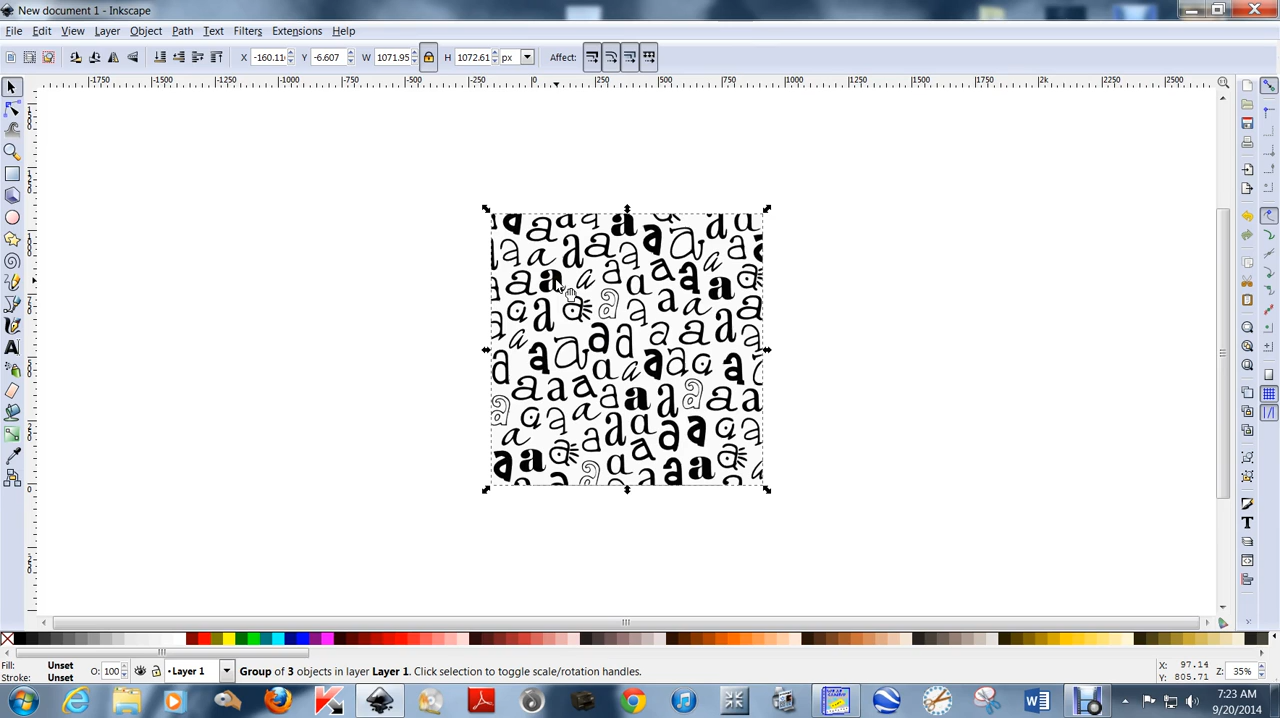 New document 1 - Inkscape
File Edit View Layer Object Path Text Filters Extensions Help
X -160.11 Y -6.607 W 1071.95 H 1072.61 px Affect:
-1750 -1500 -1250 -1000 -750 -500 -250 0 250 500 750 1000 1250 1500 1750 2k 2250 2500
Fill: Unset O: 100 Layer 1 Group of 3 objects in layer Layer 1. Click selection to toggle scale/rotation handles. X: 97.14 Z: 35%
Stroke: Unset Y: 805.71
7:23 AM
9/20/2014